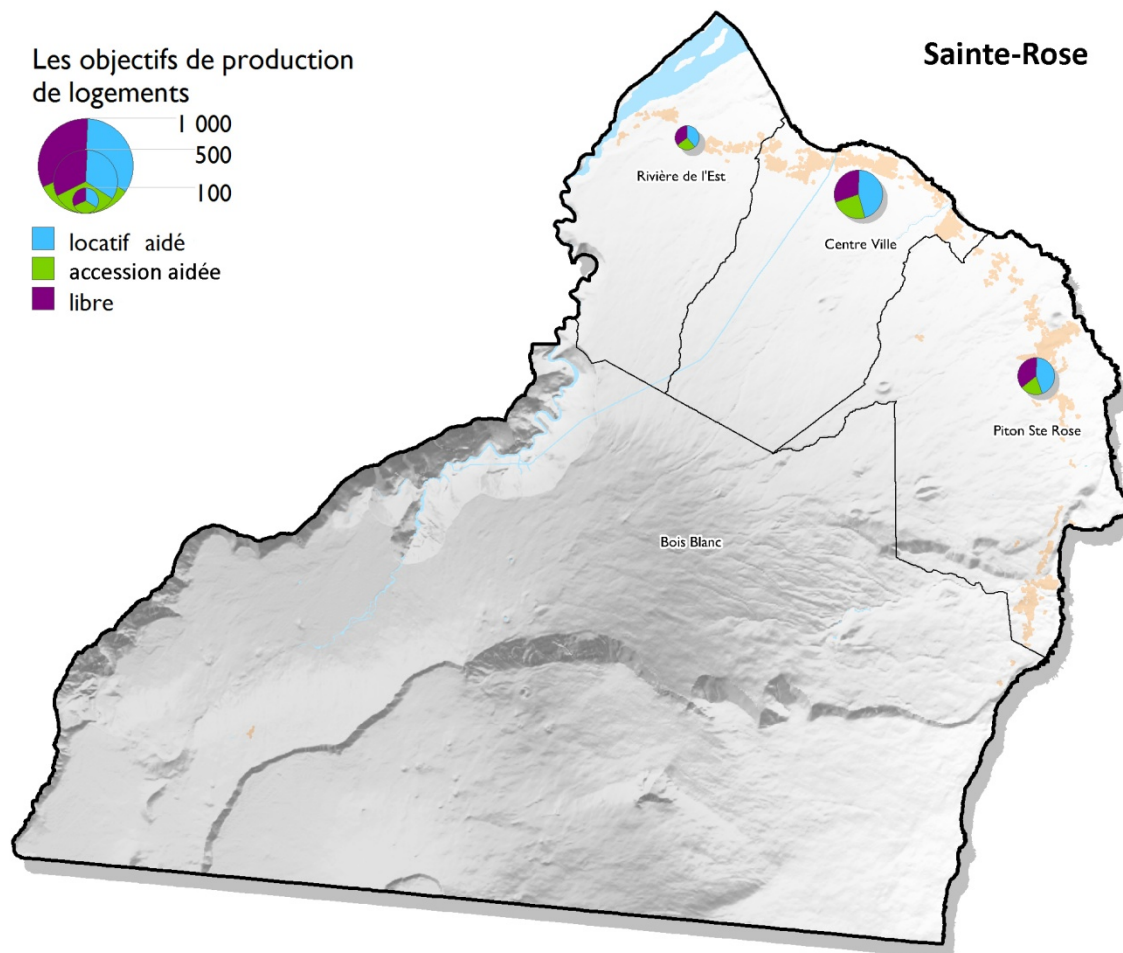 Sainte-Rose
Les objectifs de production
de logements
1 000
500
100
locatif aidé
accession aidée
libre
Rivière de l'Est
Centre Ville
Piton Ste Rose
Bois Blanc